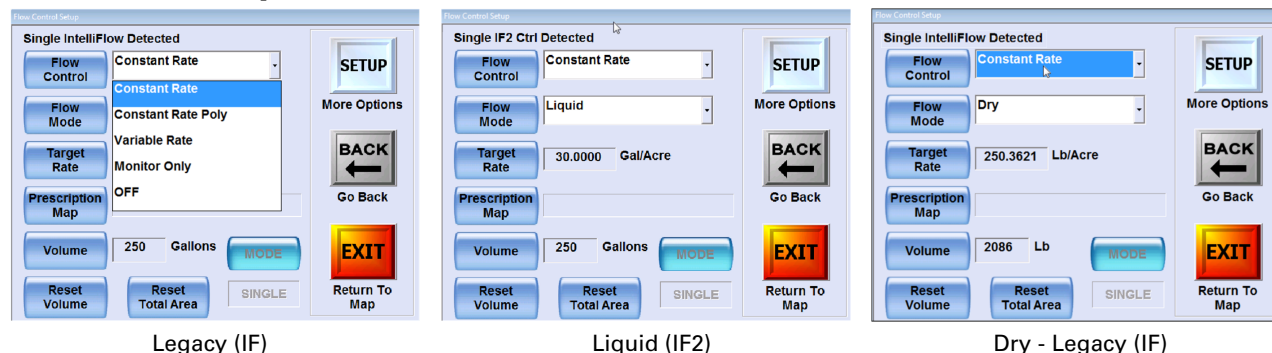 Flow Control Setup
Single IntelliFlow Detected
Flow Control
Constant Rate
Constant Rate
Constant Rate Poly
Variable Rate
Monitor Only
OFF
Flow Mode
Target Rate
Prescription Map
Volume
250 Gallons
MODE
Reset Volume
Reset Total Area
SINGLE
SETUP
More Options
BACK
Go Back
EXIT
Return To Map
Legacy (IF)
Flow Control Setup
Single IF2 Ctrl Detected
Flow Control
Constant Rate
Flow Mode
Liquid
Target Rate
30.0000 Gal/Acre
Prescription Map
Volume
250 Gallons
MODE
Reset Volume
Reset Total Area
SINGLE
SETUP
More Options
BACK
Go Back
EXIT
Return To Map
Liquid (IF2)
Flow Control Setup
Single IntelliFlow Detected
Flow Control
Constant Rate
Flow Mode
Dry
Target Rate
250.3621 Lb/Acre
Prescription Map
Volume
2086 Lb
MODE
Reset Volume
Reset Total Area
SINGLE
SETUP
More Options
BACK
Go Back
EXIT
Return To Map
Dry - Legacy (IF)